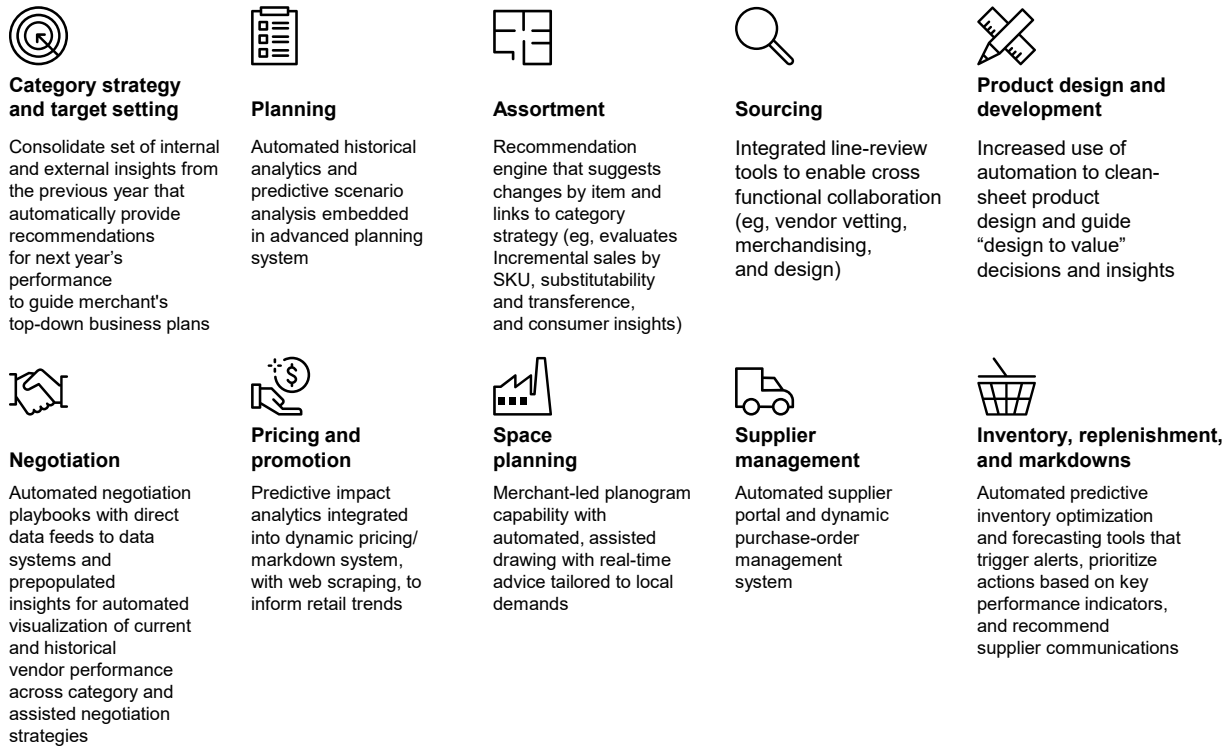 Category strategy
and target setting
Consolidate set of internal
and external insights from
the previous year that
automatically provide
recommendations
for next year's
performance
to guide merchant's
top-down business plans
Planning
Automated historical
analytics and
predictive scenario
analysis embedded
in advanced planning
system
Assortment
Recommendation
engine that suggests
changes by item and
links to category
strategy (eg, evaluates
Incremental sales by
SKU, substitutability
and transference,
and consumer insights)
Sourcing
Integrated line-review
tools to enable cross
functional collaboration
(eg, vendor vetting,
merchandising,
and design)
Product design and
development
Increased use of
automation to clean-
sheet product
design and guide
“design to value”
decisions and insights
Negotiation
Automated negotiation
playbooks with direct
data feeds to data
systems and
prepopulated
insights for automated
visualization of current
and historical
vendor performance
across category and
assisted negotiation
strategies
$
Pricing and
promotion
Predictive impact
analytics integrated
into dynamic pricing/
markdown system,
with web scraping, to
inform retail trends
Space
planning
Merchant-led planogram
capability with
automated, assisted
drawing with real-time
advice tailored to local
demands
Supplier
management
Automated supplier
portal and dynamic
purchase-order
management
system
Inventory, replenishment,
and markdowns
Automated predictive
inventory optimization
and forecasting tools that
trigger alerts, prioritize
actions based on key
performance indicators,
and recommend
supplier communications